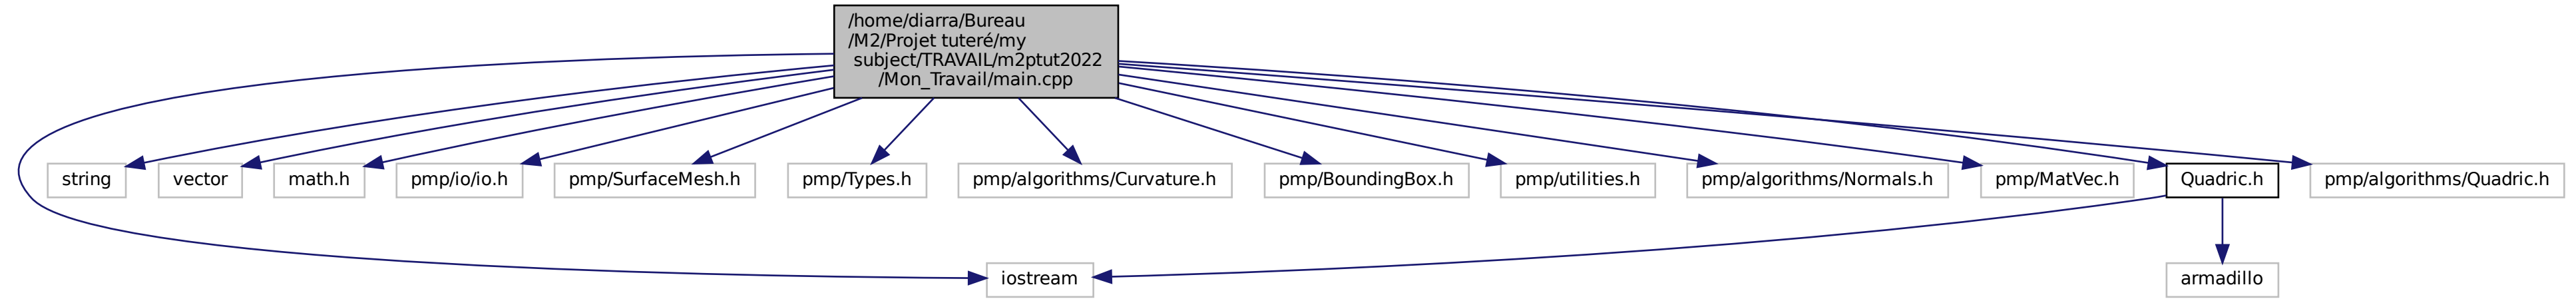 /home/diarra/Bureau
/M2/Projet tuteré/my
subject/TRAVAIL/m2ptut2022
/Mon_Travail/main.cpp
string
vector
math.h
pmp/io/io.h
pmp/SurfaceMesh.h
pmp/Types.h
pmp/algorithms/Curvature.h
pmp/BoundingBox.h
pmp/utilities.h
pmp/algorithms/Normals.h
pmp/MatVec.h
Quadric.h
pmp/algorithms/Quadric.h
iostream
armadillo